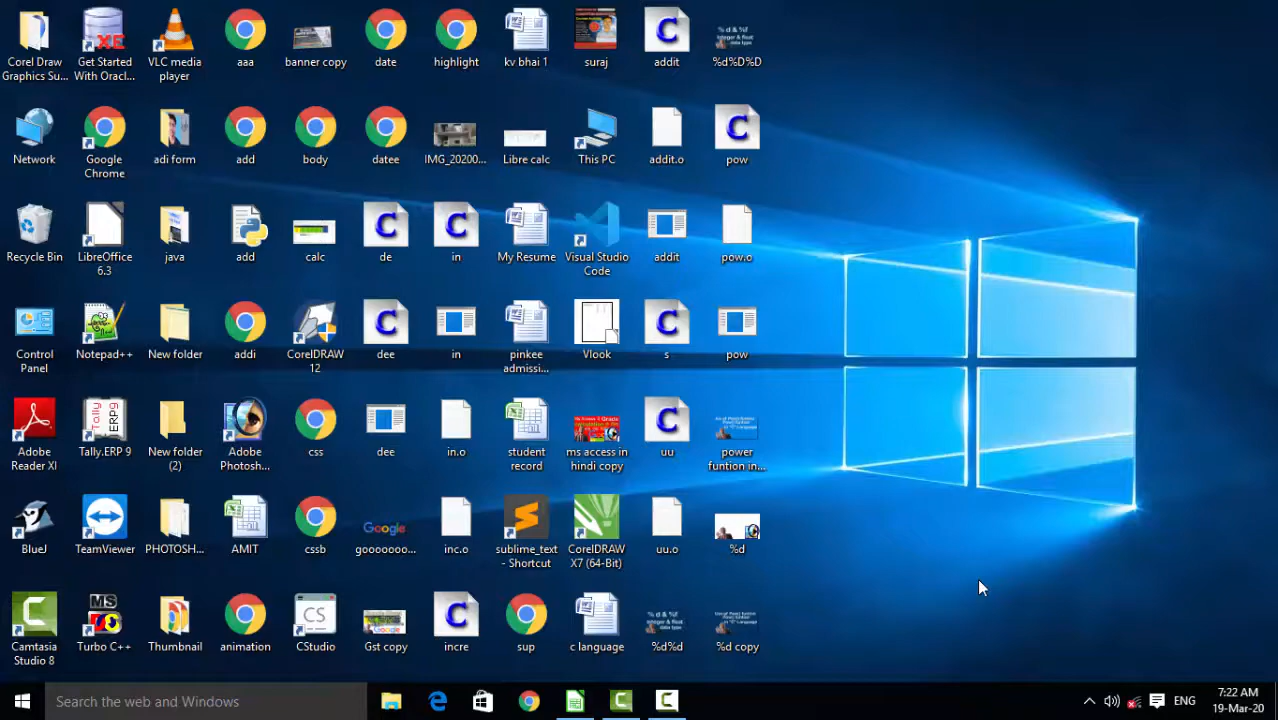 Corel Draw
Graphics Su...
Get Started
With Oracl...
VLC media
player
aaa
banner copy
date
highlight
kv bhai 1
suraj
addit
%d%D%D
Network
Google
Chrome
adi form
add
body
datee
IMG_20200...
Libre calc
This PC
addit.o
pow
Recycle Bin
LibreOffice
6.3
java
add
calc
de
in
My Resume
Visual Studio
Code
addit
pow.o
Control
Panel
Notepad++
New folder
addi
CorelDRAW
12
dee
in
pinkee
admissi...
Vlook
s
pow
Adobe
Reader XI
Tally.ERP 9
New folder
(2)
Adobe
Photosh...
css
dee
in.o
student
record
ms access in
hindi copy
uu
power
funtion in...
BlueJ
TeamViewer
PHOTOSH...
AMIT
cssb
Google
gooooooo...
inc.o
sublime_text
- Shortcut
CorelDRAW
X7 (64-Bit)
uu.o
%d
Camtasia
Studio 8
Turbo C++
Thumbnail
animation
CStudio
Gst copy
incre
sup
c language
%d%d
%d copy
Search the web and Windows
ENG
7:22 AM
19-Mar-20